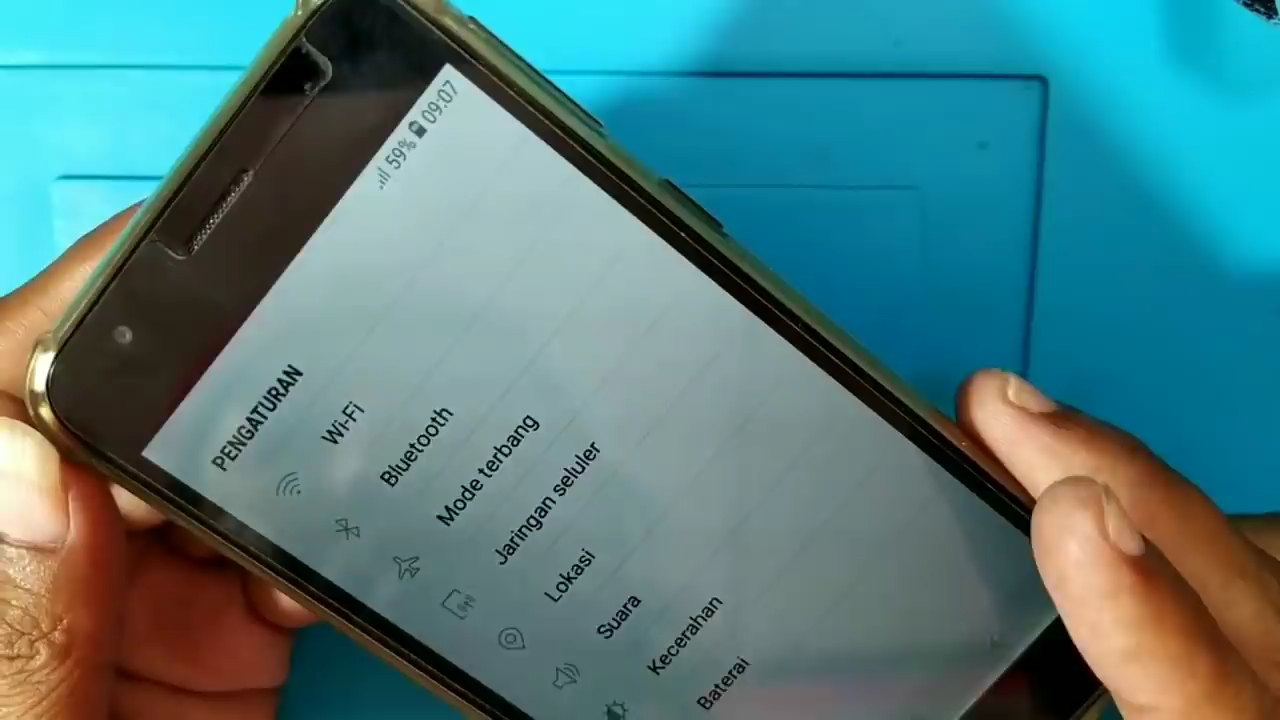 59% 09:07
PENGATURAN
Wi-Fi
Bluetooth
Mode terbang
Jaringan seluler
Lokasi
Suara
Kecerahan
Baterai